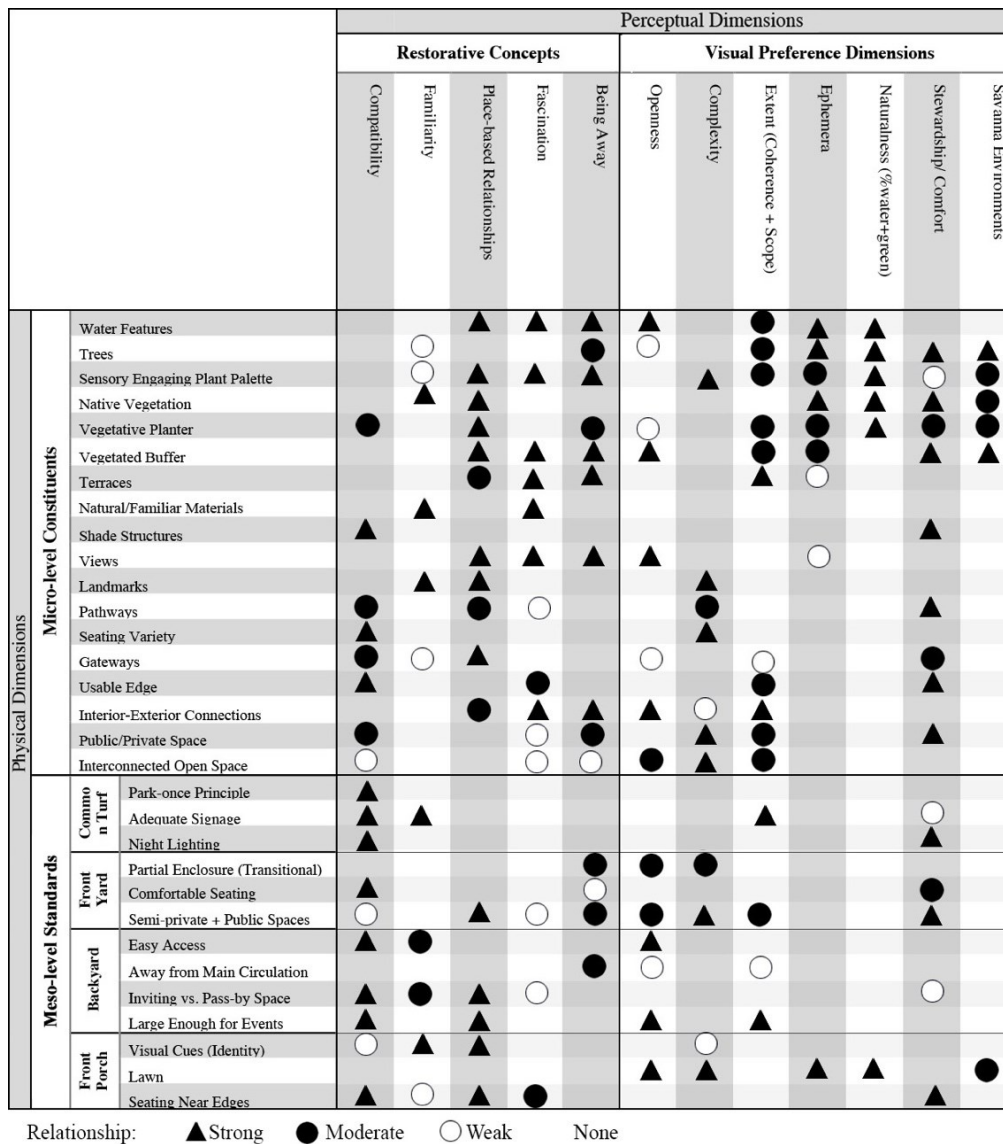 Perceptual Dimensions
Restorative Concepts
Visual Preference Dimensions
Compatibility
Familiarity
Place-based Relationships
Fascination
Being Away
Openness
Complexity
Extent (Coherence + Scope)
Ephemera
Naturalness (%water+green)
Stewardship/ Comfort
Savanna Environments
Physical Dimensions
Micro-level Constituents
Water Features
Trees
Sensory Engaging Plant Palette
Native Vegetation
Vegetative Planter
Vegetated Buffer
Terraces
Natural/Familiar Materials
Shade Structures
Views
Landmarks
Pathways
Seating Variety
Gateways
Usable Edge
Interior-Exterior Connections
Public/Private Space
Interconnected Open Space
Meso-level Standards
Commo
n Turf
Park-once Principle
Adequate Signage
Night Lighting
Front
Yard
Partial Enclosure (Transitional)
Comfortable Seating
Semi-private + Public Spaces
Backyard
Easy Access
Away from Main Circulation
Inviting vs. Pass-by Space
Large Enough for Events
Front
Porch
Visual Cues (Identity)
Lawn
Seating Near Edges
Relationship: Strong Moderate Weak None